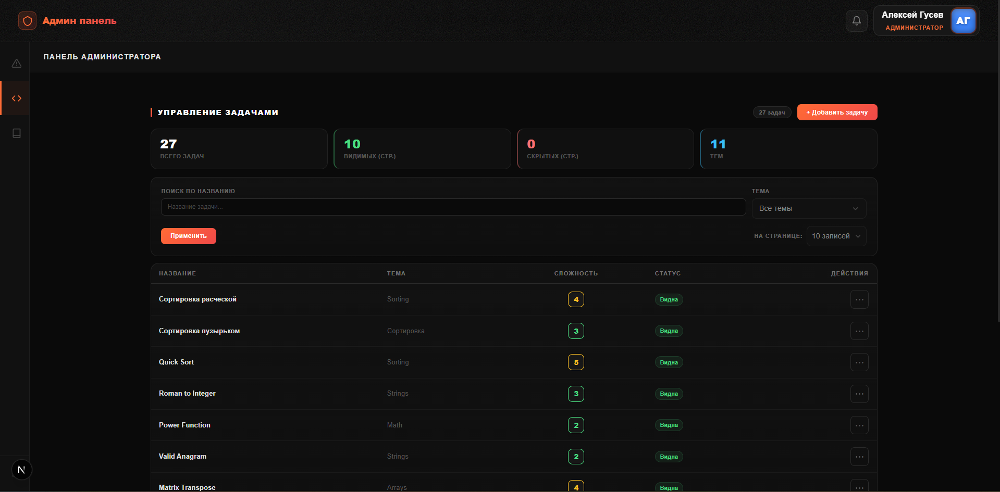 Админ панель
Алексей Гусев
АДМИНИСТРАТОР
АГ
ПАНЕЛЬ АДМИНИСТРАТОРА
УПРАВЛЕНИЕ ЗАДАЧАМИ
27 задач
+ Добавить задачу
27
ВСЕГО ЗАДАЧ
10
ВИДИМЫХ (СТР.)
0
СКРЫТЫХ (СТР.)
11
ТЕМ
ПОИСК ПО НАЗВАНИЮ
Название задачи...
ТЕМА
Все темы
Применить
НА СТРАНИЦЕ:
10 записей
НАЗВАНИЕ ТЕМА СЛОЖНОСТЬ СТАТУС ДЕЙСТВИЯ
Сортировка расческой Sorting 4 Видна
Сортировка пузырьком Сортировка 3 Видна
Quick Sort Sorting 5 Видна
Roman to Integer Strings 3 Видна
Power Function Math 2 Видна
Valid Anagram Strings 2 Видна
Matrix Transpose Arrays 4 Видна
N